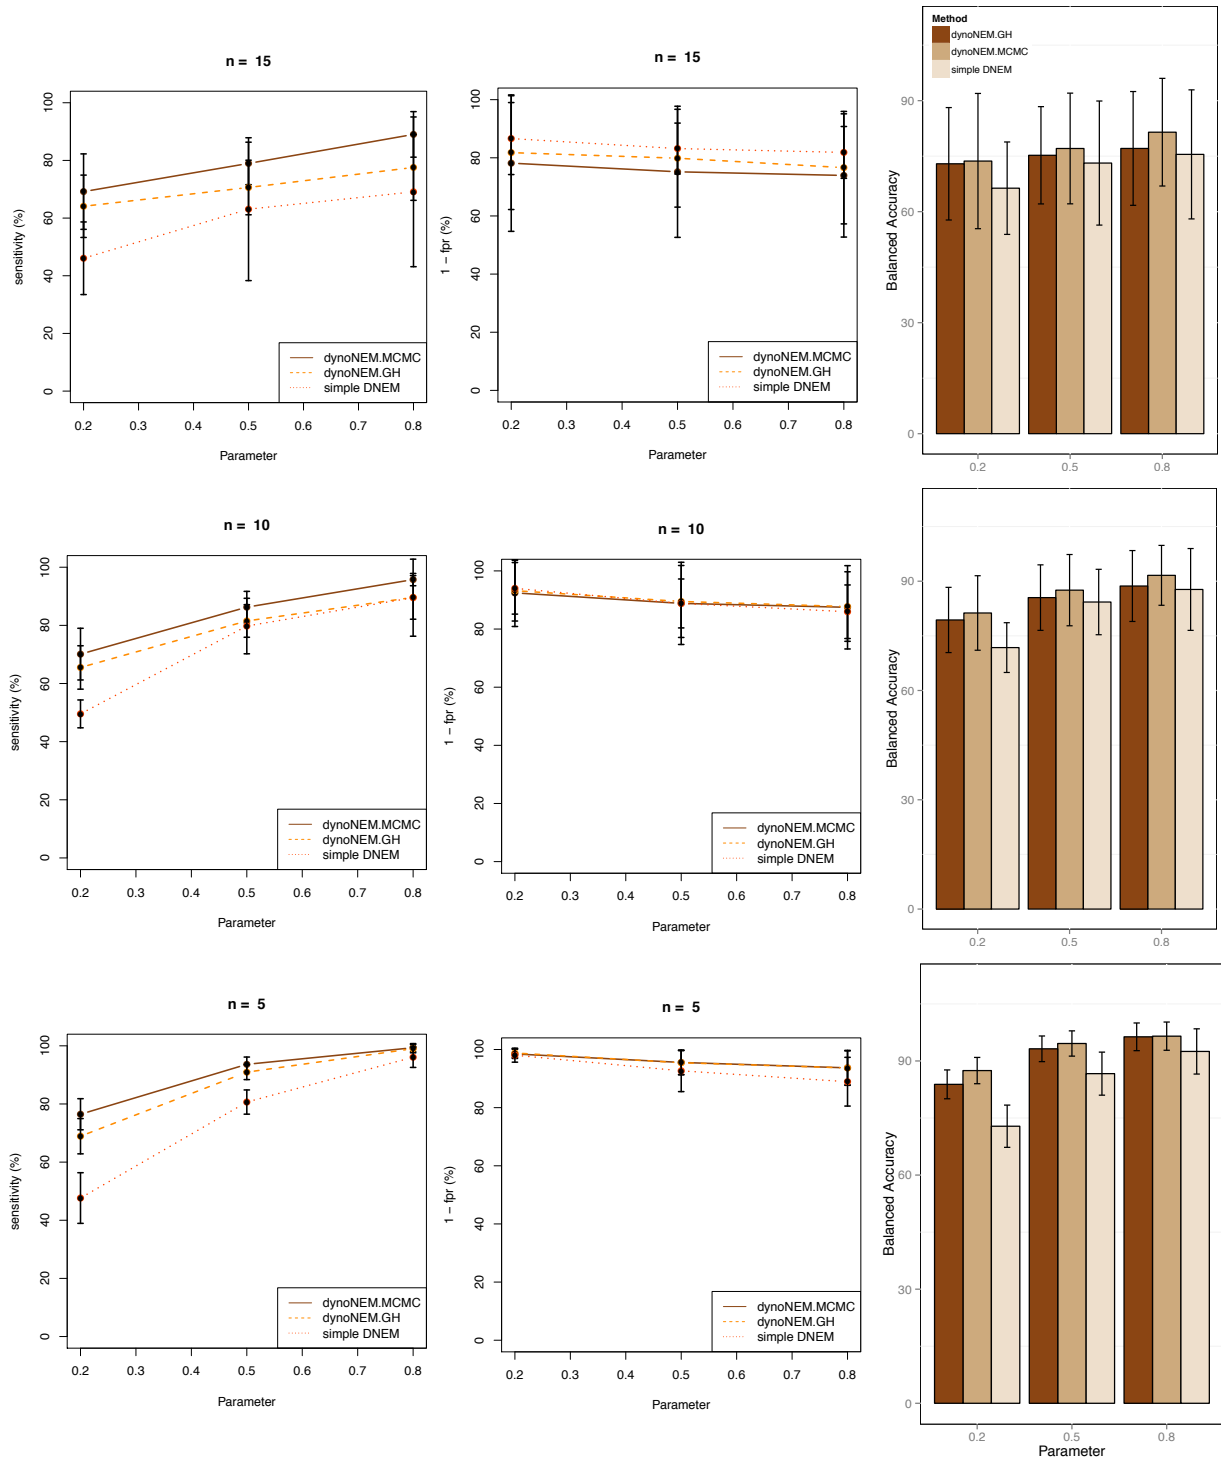 n = 15
sensitivity (%)
0 20 40 60 80 100
dynoNEM.MCMC
dynoNEM.GH
simple DNEM
0.2 0.3 0.4 0.5 0.6 0.7 0.8
Parameter
n = 15
1 − fpr (%)
0 20 40 60 80 100
dynoNEM.MCMC
dynoNEM.GH
simple DNEM
0.2 0.3 0.4 0.5 0.6 0.7 0.8
Parameter
Method
dynoNEM.GH
dynoNEM.MCMC
simple DNEM
Balanced Accuracy
90
60
30
0
0.2 0.5 0.8
n = 10
sensitivity (%)
0 20 40 60 80 100
dynoNEM.MCMC
dynoNEM.GH
simple DNEM
0.2 0.3 0.4 0.5 0.6 0.7 0.8
Parameter
n = 10
1 − fpr (%)
0 20 40 60 80 100
dynoNEM.MCMC
dynoNEM.GH
simple DNEM
0.2 0.3 0.4 0.5 0.6 0.7 0.8
Parameter
Balanced Accuracy
90
60
30
0
0.2 0.5 0.8
n = 5
sensitivity (%)
0 20 40 60 80 100
dynoNEM.MCMC
dynoNEM.GH
simple DNEM
0.2 0.3 0.4 0.5 0.6 0.7 0.8
Parameter
n = 5
1 − fpr (%)
0 20 40 60 80 100
dynoNEM.MCMC
dynoNEM.GH
simple DNEM
0.2 0.3 0.4 0.5 0.6 0.7 0.8
Parameter
Balanced Accuracy
90
60
30
0
0.2 0.5 0.8
Parameter